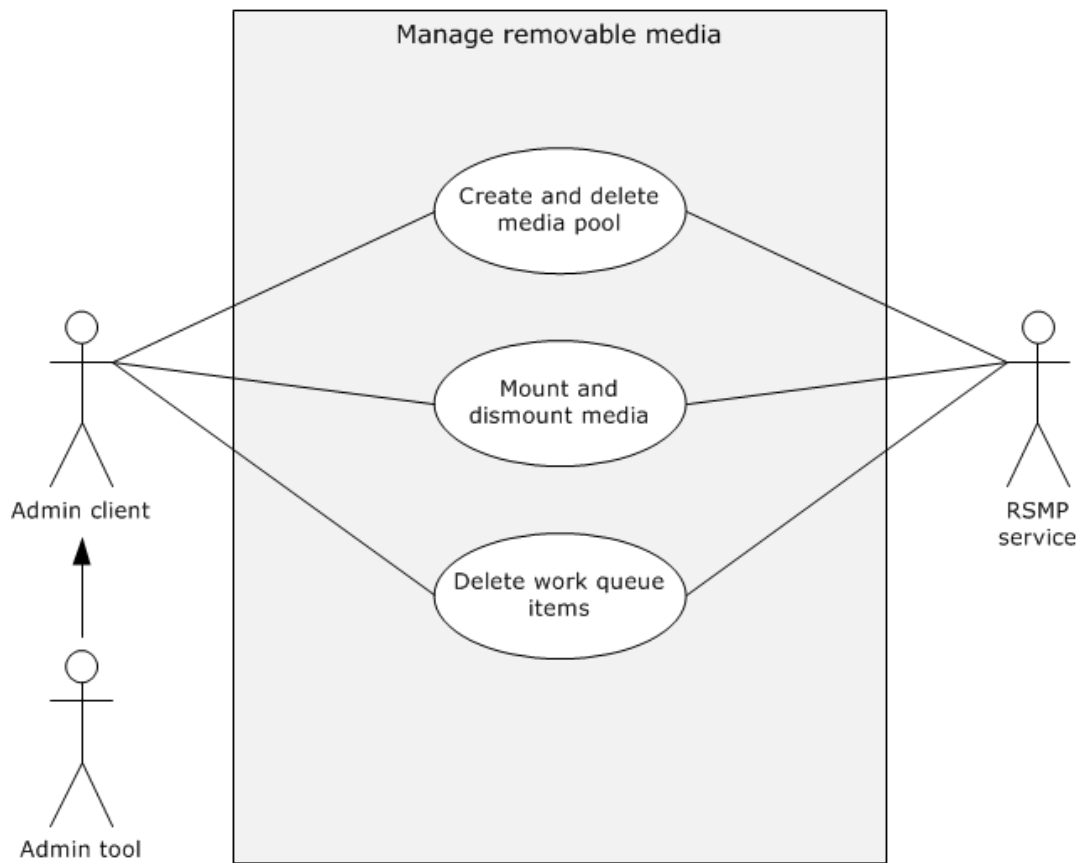 Manage removable media
Create and delete
media pool
Mount and
dismount media
Admin client
RSMP
service
Delete work queue
items
Admin tool